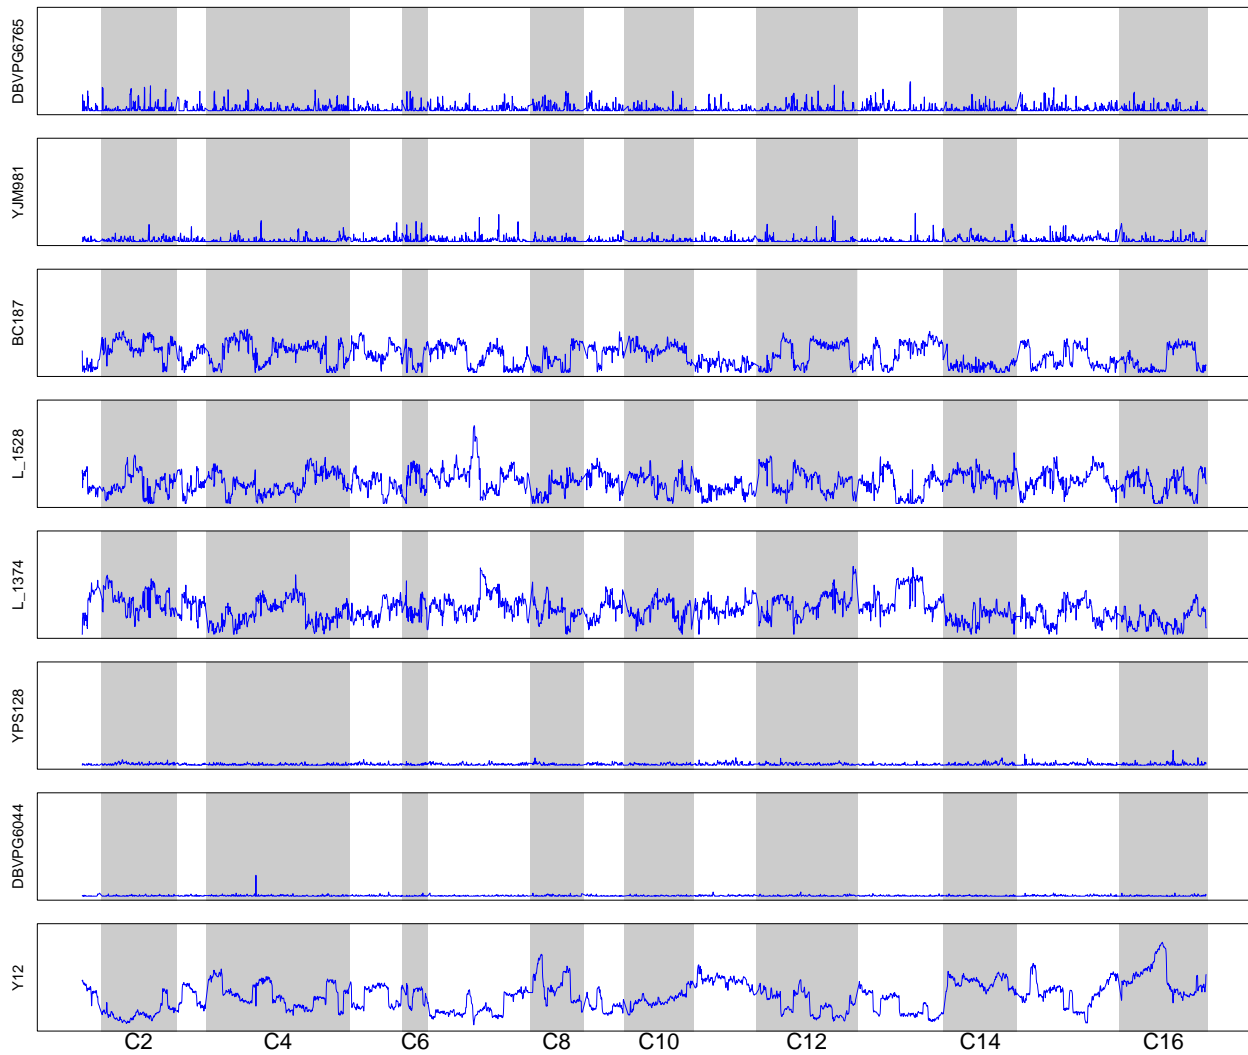 DBVPG6765
YJM981
BC187
L_1528
L_1374
YPS128
DBVPG6044
Y12
C2 C4 C6 C8 C10 C12 C14 C16